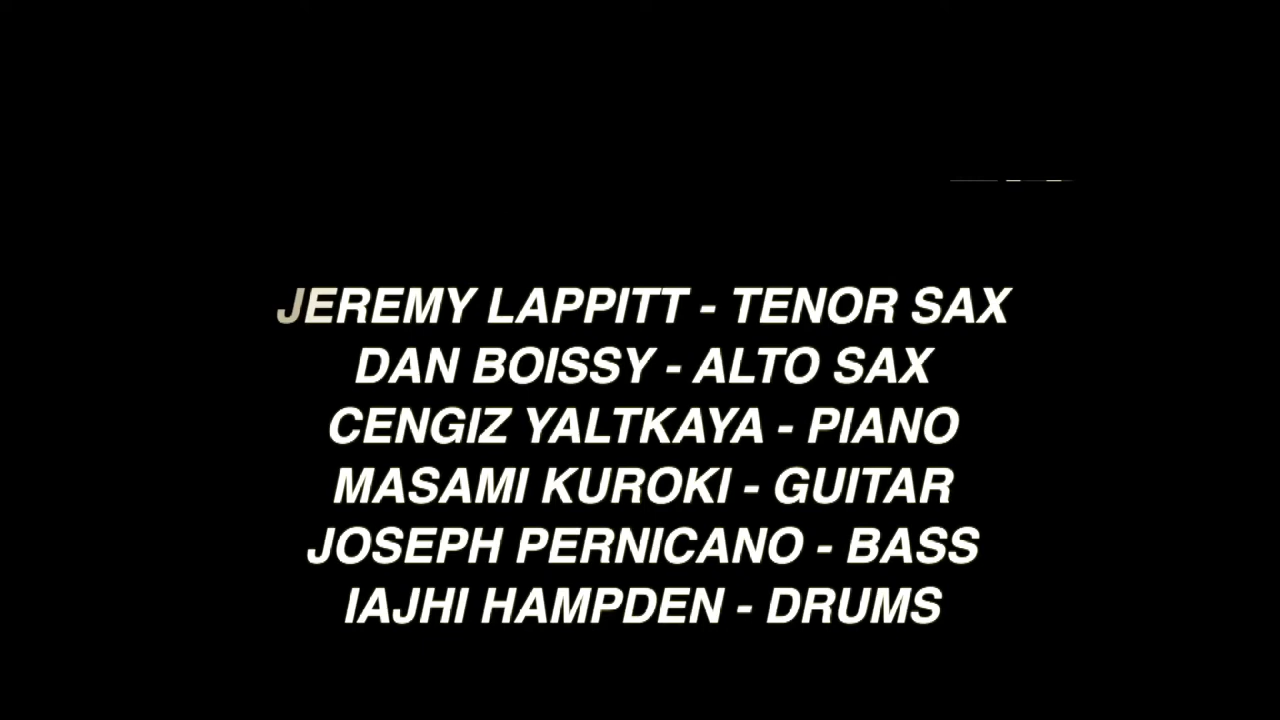 JEREMY LAPPITT - TENOR SAX
DAN BOISSY - ALTO SAX
CENGIZ YALTKAYA - PIANO
MASAMI KUROKI - GUITAR
JOSEPH PERNICANO - BASS
IAJHI HAMPDEN - DRUMS